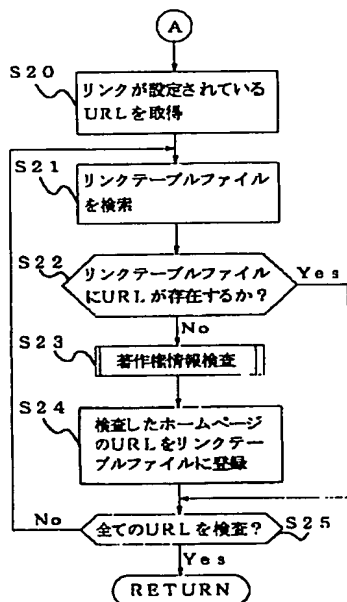 A
S20
リンクが設定されている
URLを取得
S21
リンクテーブルファイル
を検索
S22
リンクテーブルファイル
にURLが存在するか？
Yes
No
S23
著作権情報検査
S24
検査したホームページ
のURLをリンクテー
ブルファイルに登録
No
全てのURLを検査？
S25
Yes
RETURN